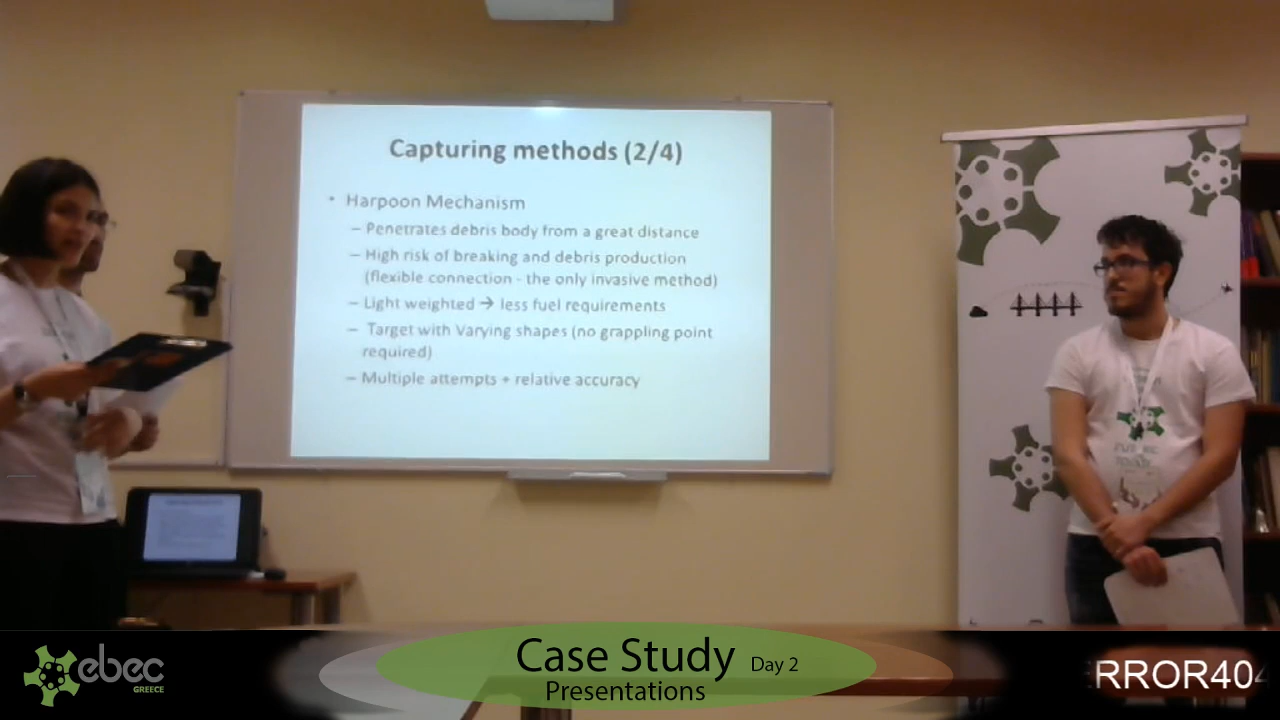 Capturing methods (2/4)
• Harpoon Mechanism
– Penetrates debris body from a great distance
– High risk of breaking and debris production
(flexible connection - the only invasive method)
– Light weighted → less fuel requirements
– Target with Varying shapes (no grappling point
required)
– Multiple attempts + relative accuracy
ebec
GREECE
Case Study Day 2
Presentations
RROR404